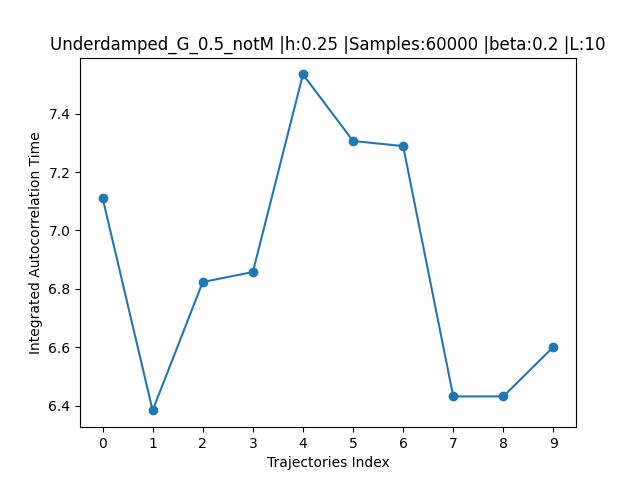 Underdamped_G_0.5_notM |h:0.25 |Samples:60000 |beta:0.2 |L:10
Integrated Autocorrelation Time
7.4
7.2
7.0
6.8
6.6
6.4
0 1 2 3 4 5 6 7 8 9
Trajectories Index